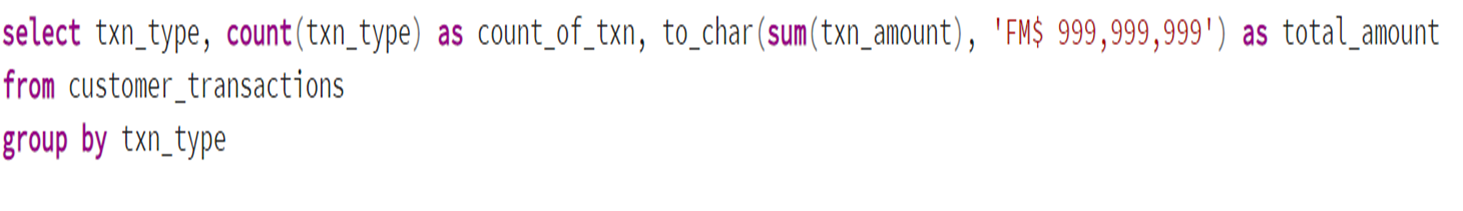 select txn_type, count(txn_type) as count_of_txn, to_char(sum(txn_amount), 'FM$ 999,999,999') as total_amount
from customer_transactions
group by txn_type